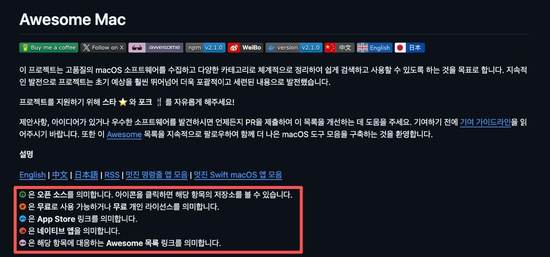 Awesome Mac
Buy me a coffee Follow on X awesome npm v2.1.0 WeiBo version v2.1.0 中文 English 日本
이 프로젝트는 고품질의 macOS 소프트웨어를 수집하고 다양한 카테고리로 체계적으로 정리하여 쉽게 검색하고 사용할 수 있도록 하는 것을 목표로 합니다. 지속적
인 발전으로 프로젝트는 초기 예상을 훨씬 뛰어넘어 더욱 포괄적이고 세련된 내용으로 발전했습니다.
프로젝트를 지원하기 위해 스타 ⭐ 와 포크 🍴 를 자유롭게 해주세요!
제안사항, 아이디어가 있거나 우수한 소프트웨어를 발견하시면 언제든지 PR을 제출하여 이 목록을 개선하는 데 도움을 주세요. 기여하기 전에 기여 가이드라인을 읽
어주시기 바랍니다. 또한 이 Awesome 목록을 지속적으로 팔로우하여 함께 더 나은 macOS 도구 모음을 구축하는 것을 환영합니다.
설명
English | 中文 | 日本語 | RSS | 멋진 명령줄 앱 모음 | 멋진 Swift macOS 앱 모음
은 오픈 소스를 의미합니다. 아이콘을 클릭하면 해당 항목의 저장소를 볼 수 있습니다.
은 무료로 사용 가능하거나 무료 개인 라이선스를 의미합니다.
은 App Store 링크를 의미합니다.
은 네이티브 앱을 의미합니다.
은 해당 항목에 대응하는 Awesome 목록 링크를 의미합니다.